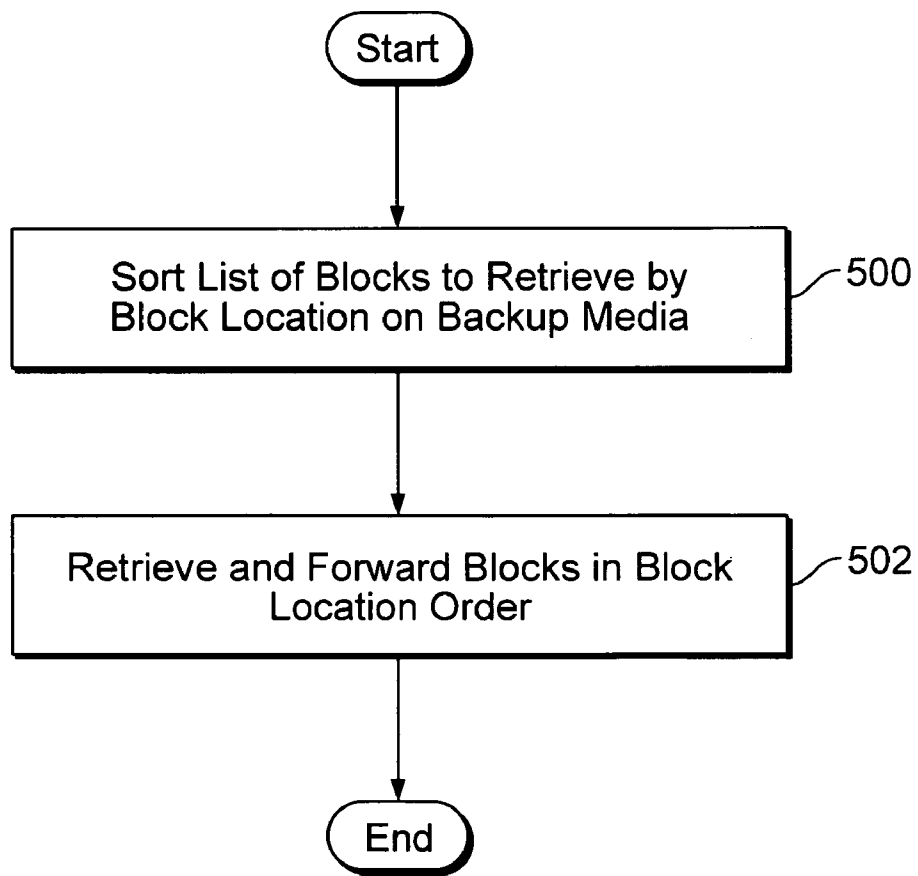 Start
Sort List of Blocks to Retrieve by
Block Location on Backup Media
500
Retrieve and Forward Blocks in Block
Location Order
502
End